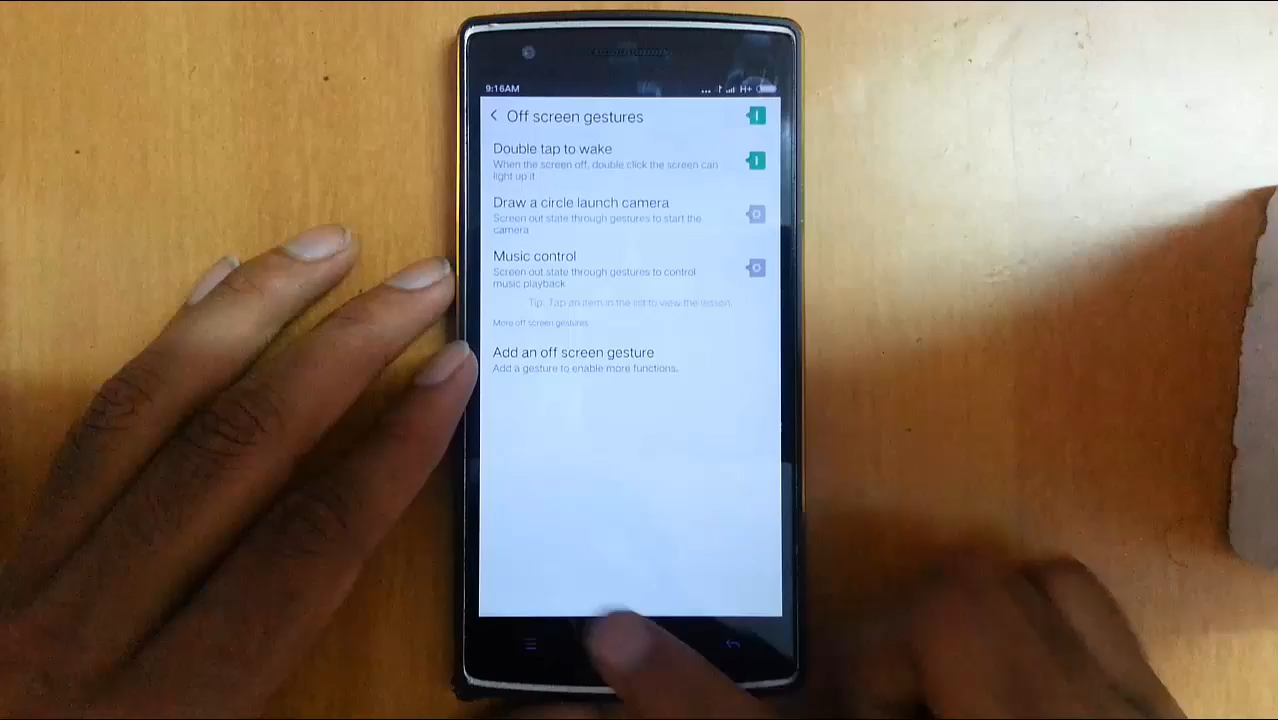 9:16AM
H+
Off screen gestures
Double tap to wake
When the screen off, double click the screen can
light up it
Draw a circle launch camera
Screen out state through gestures to start the
camera
Music control
Screen out state through gestures to control
music playback
Tip: Tap an item in the list to view the lesson.
More off screen gestures
Add an off screen gesture
Add a gesture to enable more functions.